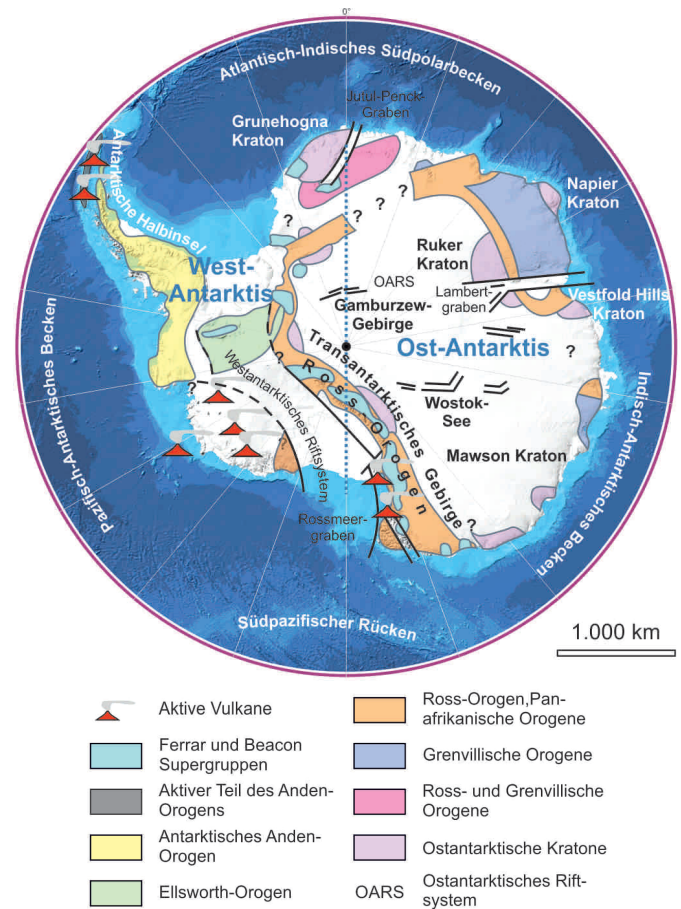 0°
Atlantisch-Indisches Südpolarbecken
Jutul-Penck-
Graben
Grunehogna
Kraton
Antarktische Halbinsel
Napier
Kraton
?
?
?
?
?
Ruker
Kraton
West-
Antarktis
OARS
Gamburzew-
Gebirge
Lambert-
graben
Vestfold Hills
Kraton
Ost-Antarktis
?
Transantarktisches Gebirge
Ross Orogen
?
?
Westantarktisches Riftsystem
Wostok-
See
Mawson Kraton
Pazifisch-Antarktisches Becken
Indisch-Antarktisches Becken
Rossmeer-
graben
?
Südpazifischer Rücken
1.000 km
Aktive Vulkane
Ferrar und Beacon
Supergruppen
Aktiver Teil des Anden-
Orogens
Antarktisches Anden-
Orogen
Ellsworth-Orogen
Ross-Orogen,Pan-
afrikanische Orogene
Grenvillische Orogene
Ross- und Grenvillische
Orogene
Ostantarktische Kratone
OARS
Ostantarktisches Rift-
system